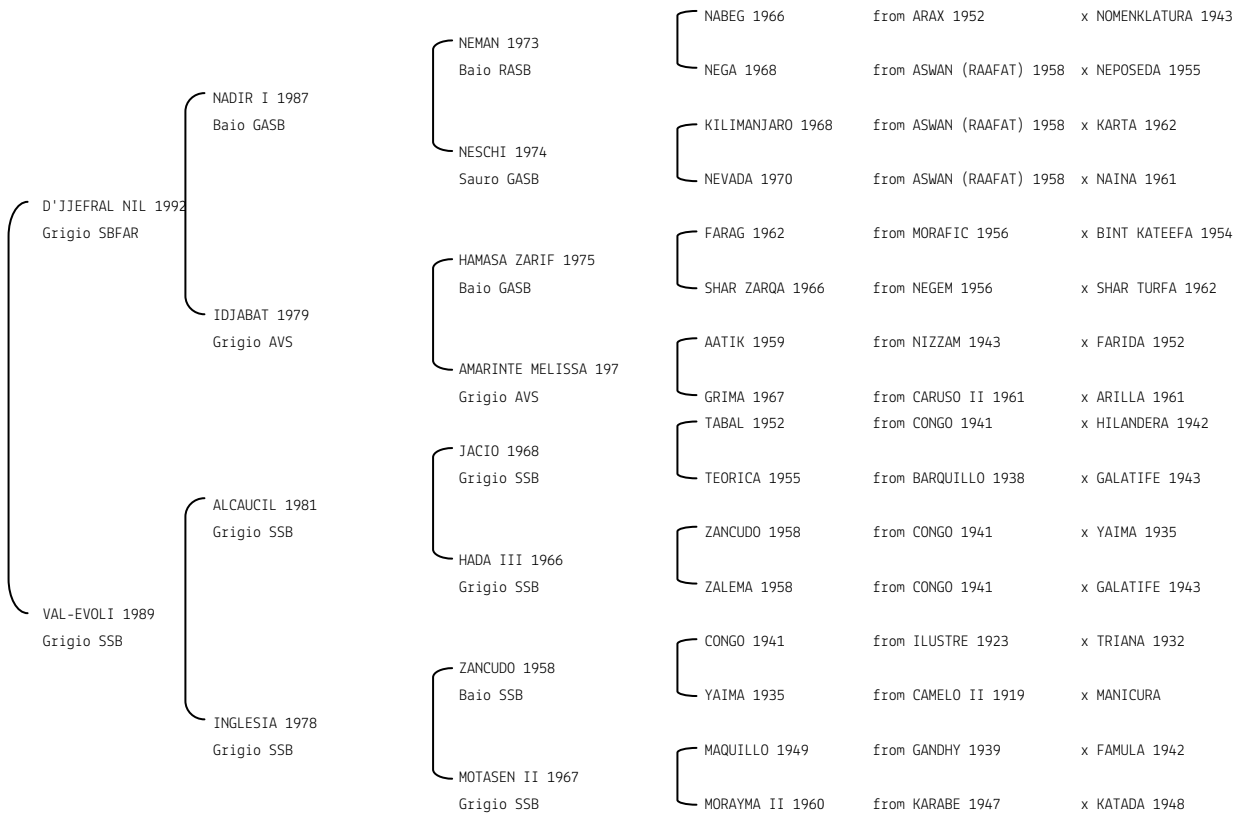 NABEG 1966 from ARAX 1952 x NOMENKLATURA 1943
NEMAN 1973
Baio RASB
NEGA 1968 from ASWAN (RAAFAT) 1958 x NEPOSEDA 1955
NADIR I 1987
Baio GASB
KILIMANJARO 1968 from ASWAN (RAAFAT) 1958 x KARTA 1962
NESCHI 1974
Sauro GASB
NEVADA 1970 from ASWAN (RAAFAT) 1958 x NAINA 1961
D'JJEFRAL NIL 1992
Grigio SBFAR
FARAG 1962 from MORAFIC 1956 x BINT KATEEFA 1954
HAMASA ZARIF 1975
Baio GASB
SHAR ZARQA 1966 from NEGEM 1956 x SHAR TURFA 1962
IDJABAT 1979
Grigio AVS
AATIK 1959 from NIZZAM 1943 x FARIDA 1952
AMARINTE MELISSA 197
Grigio AVS
GRIMA 1967 from CARUSO II 1961 x ARILLA 1961
TABAL 1952 from CONGO 1941 x HILANDERA 1942
JACIO 1968
Grigio SSB
TEORICA 1955 from BARQUILLO 1938 x GALATIFE 1943
ALCAUCIL 1981
Grigio SSB
ZANCUDO 1958 from CONGO 1941 x YAIMA 1935
HADA III 1966
Grigio SSB
ZALEMA 1958 from CONGO 1941 x GALATIFE 1943
VAL-EVOLI 1989
Grigio SSB
CONGO 1941 from ILUSTRE 1923 x TRIANA 1932
ZANCUDO 1958
Baio SSB
YAIMA 1935 from CAMELO II 1919 x MANICURA
INGLESIA 1978
Grigio SSB
MAQUILLO 1949 from GANDHY 1939 x FAMULA 1942
MOTASEN II 1967
Grigio SSB
MORAYMA II 1960 from KARABE 1947 x KATADA 1948